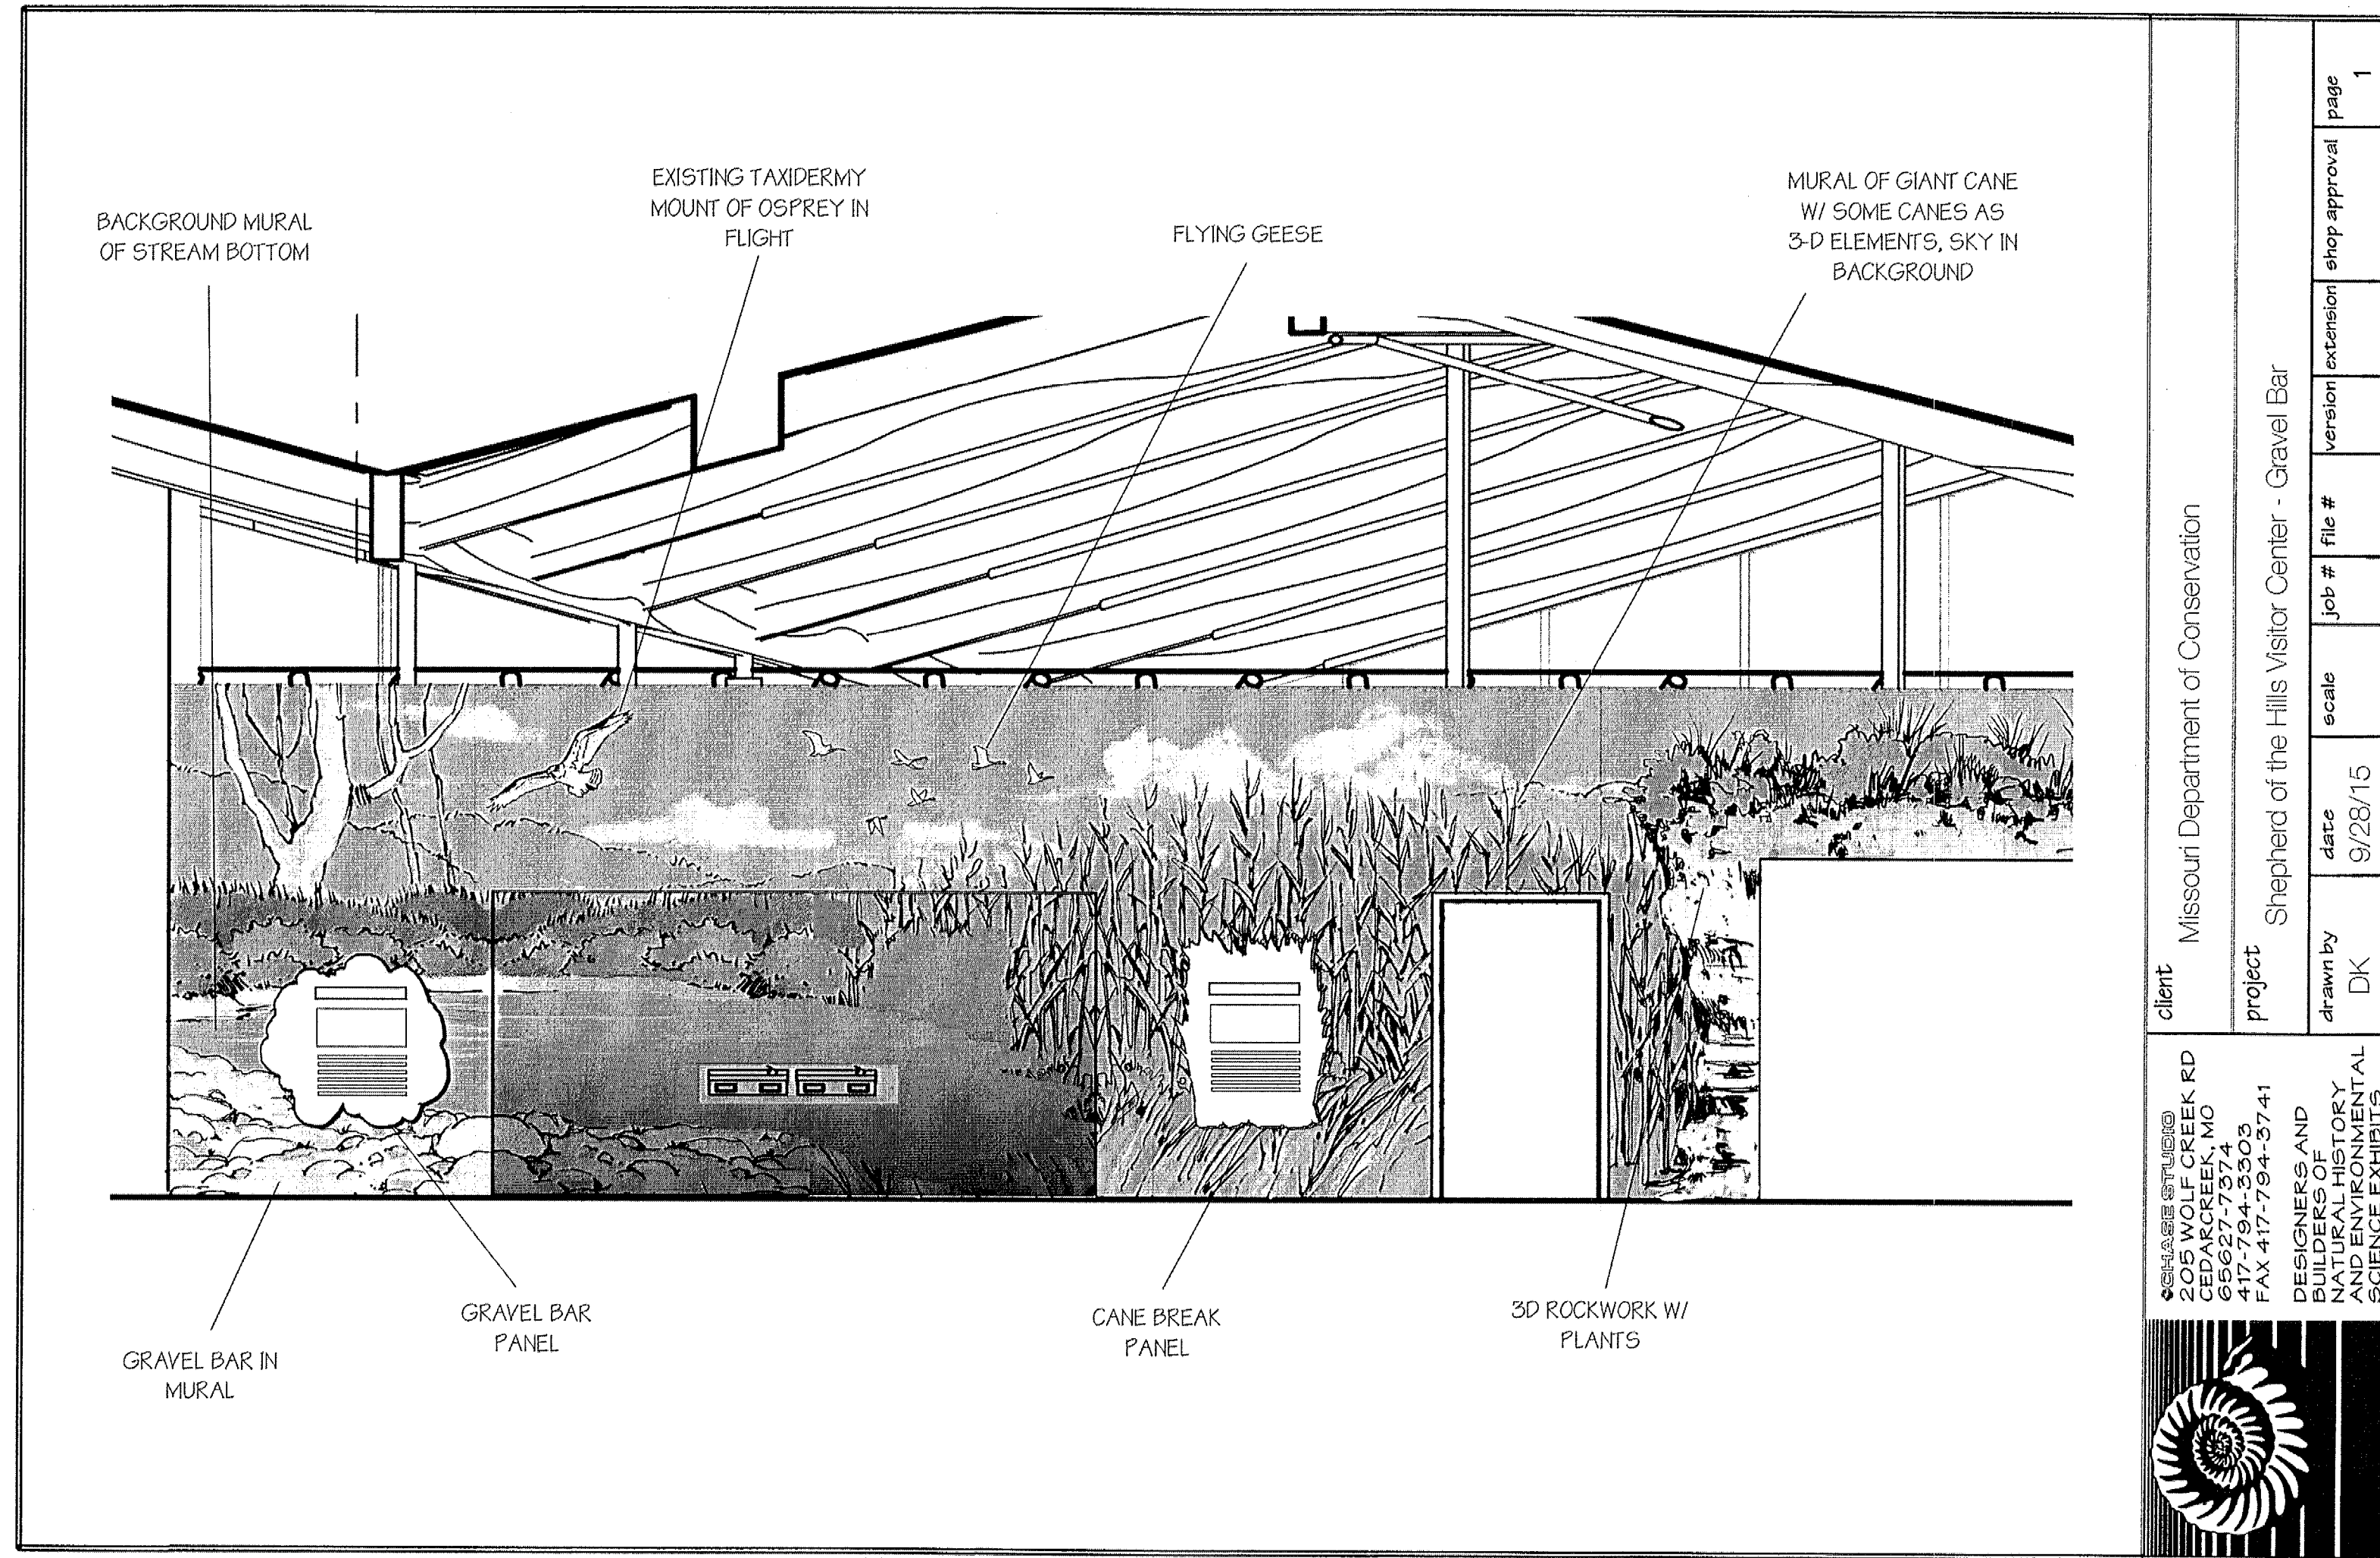 BACKGROUND MURAL
OF STREAM BOTTOM
EXISTING TAXIDERMY
MOUNT OF OSPREY IN
FLIGHT
FLYING GEESE
MURAL OF GIANT CANE
W/ SOME CANES AS
3-D ELEMENTS, SKY IN
BACKGROUND
GRAVEL BAR IN
MURAL
GRAVEL BAR
PANEL
CANE BREAK
PANEL
3D ROCKWORK W/
PLANTS
client
Missouri Department of Conservation
project
Shepherd of the Hills Visitor Center - Gravel Bar
drawn by
DK
date
9/28/15
scale
job #
file #
version
extension
shop approval
page
1
©CHASE STUDIO
205 WOLF CREEK RD
CEDARCREEK, MO
65627-7374
417-794-3303
FAX 417-794-3741
DESIGNERS AND
BUILDERS OF
NATURAL HISTORY
AND ENVIRONMENTAL
SCIENCE EXHIBITS